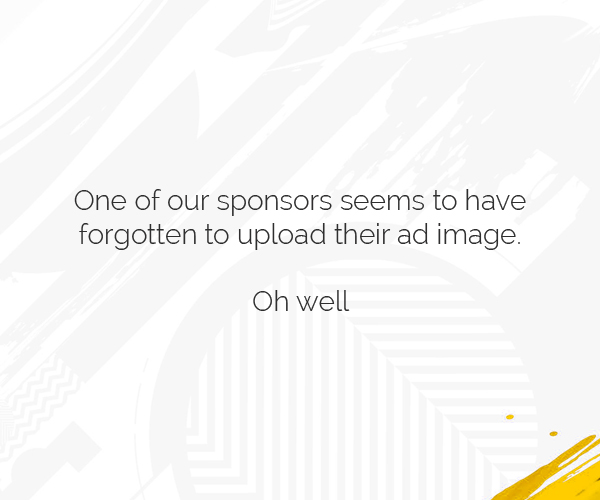 One of our sponsors seems to have
forgotten to upload their ad image.
Oh well